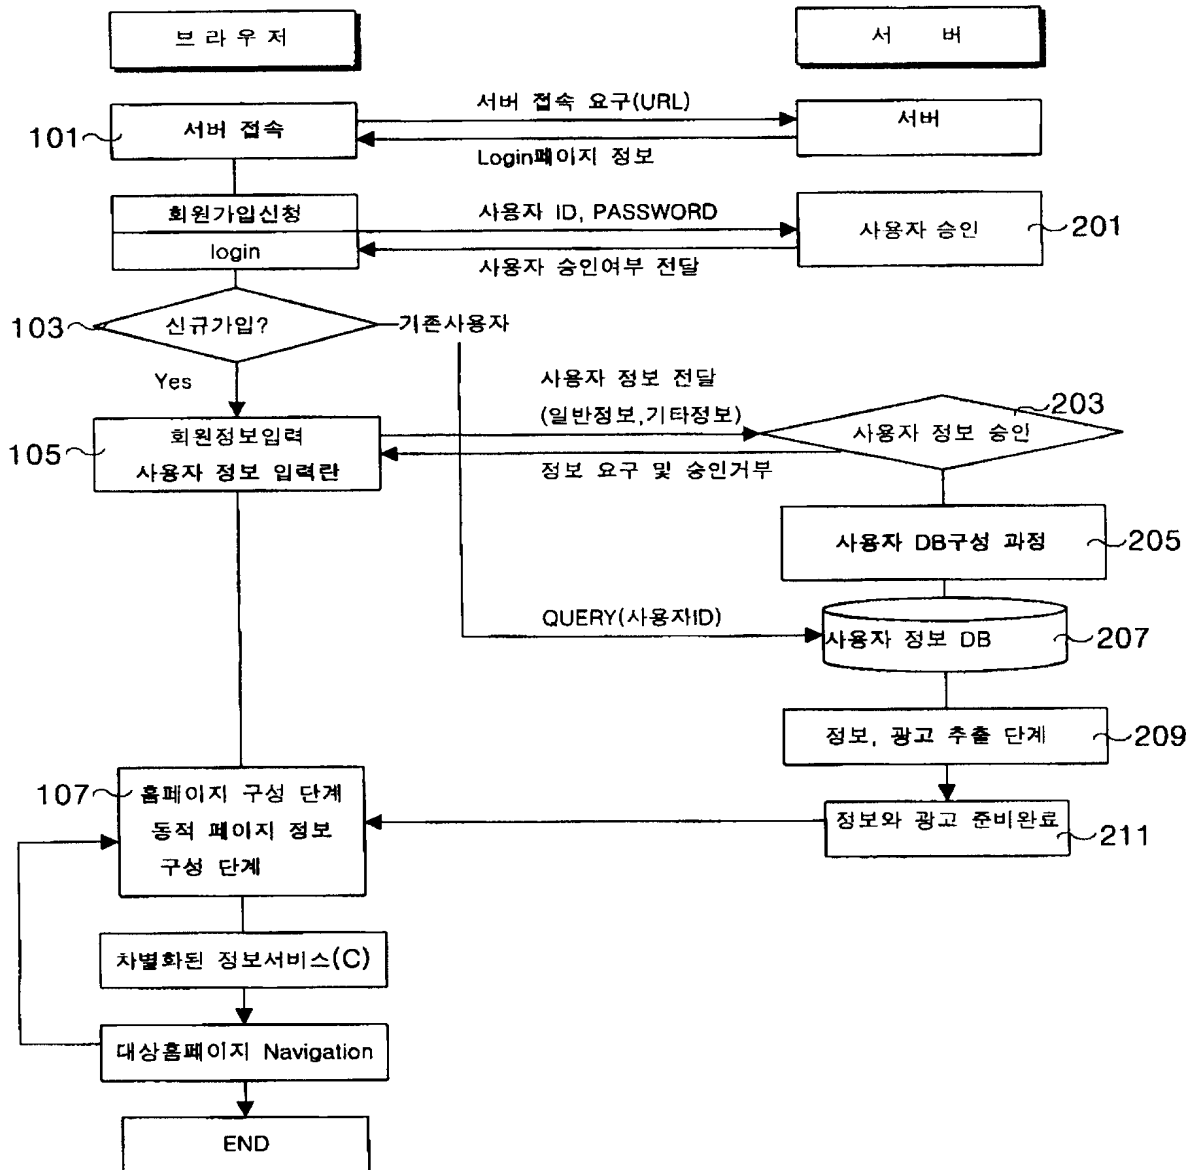 브 라 우 저
서 버
서버 접속 요구(URL)
101
서버 접속
서버
Login페이지 정보
회원가입신청
사용자 ID, PASSWORD
사용자 승인
201
login
사용자 승인여부 전달
103
신규가입?
기존사용자
Yes
사용자 정보 전달
(일반정보,기타정보)
203
회원정보입력
사용자 정보 승인
105
사용자 정보 입력란
정보 요구 및 승인거부
사용자 DB구성 과정
205
QUERY(사용자ID)
사용자 정보 DB
207
정보, 광고 추출 단계
209
107
홈페이지 구성 단계
동적 페이지 정보
구성 단계
정보와 광고 준비완료
211
차별화된 정보서비스(C)
대상홈페이지 Navigation
END